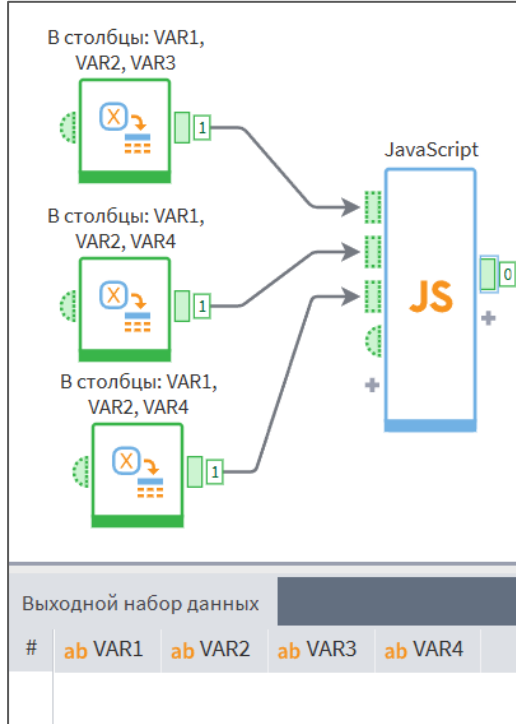 В столбцы: VAR1,
VAR2, VAR3
1
JavaScript
В столбцы: VAR1,
VAR2, VAR4
1
JS
0
В столбцы: VAR1,
VAR2, VAR4
1
Выходной набор данных
# ab VAR1 ab VAR2 ab VAR3 ab VAR4